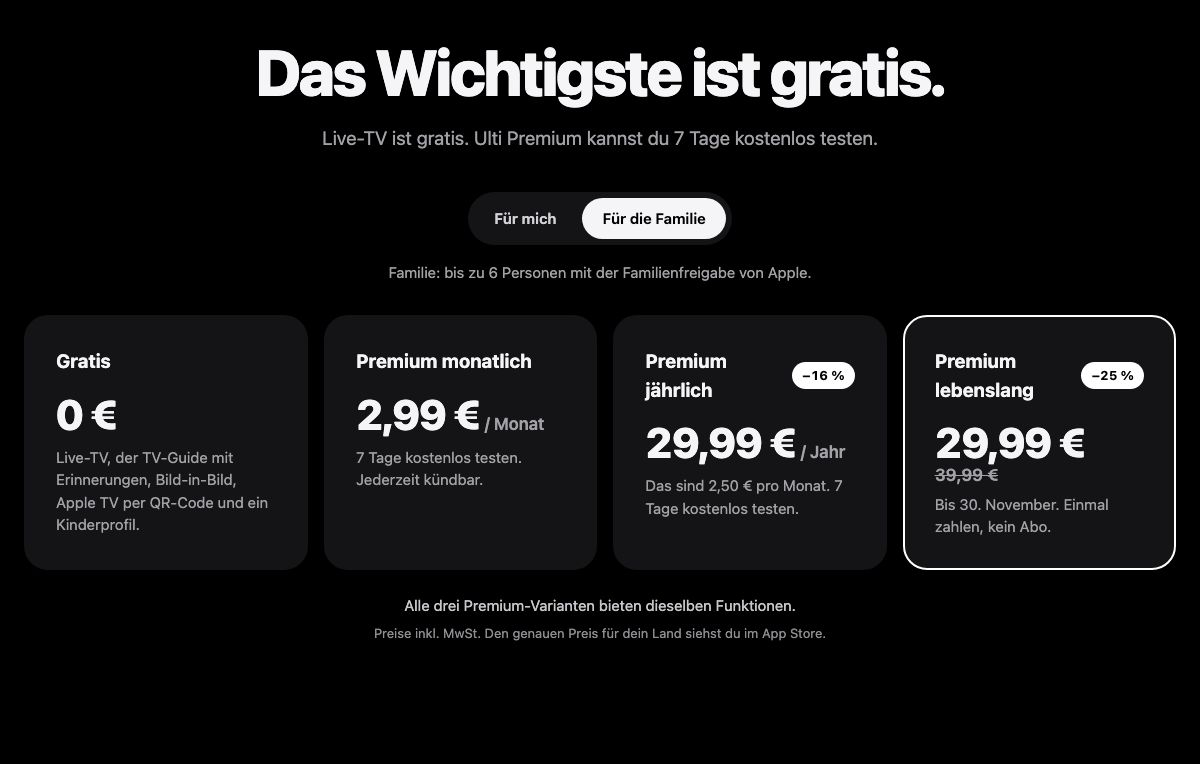 Das Wichtigste ist gratis.
Live-TV ist gratis. Ulti Premium kannst du 7 Tage kostenlos testen.
Für mich
Für die Familie
Familie: bis zu 6 Personen mit der Familienfreigabe von Apple.
Gratis
0 €
Live-TV, der TV-Guide mit
Erinnerungen, Bild-in-Bild,
Apple TV per QR-Code und ein
Kinderprofil.
Premium monatlich
2,99 € / Monat
7 Tage kostenlos testen.
Jederzeit kündbar.
Premium
jährlich
–16 %
29,99 € / Jahr
Das sind 2,50 € pro Monat. 7
Tage kostenlos testen.
Premium
lebenslang
–25 %
29,99 €
39,99 €
Bis 30. November. Einmal
zahlen, kein Abo.
Alle drei Premium-Varianten bieten dieselben Funktionen.
Preise inkl. MwSt. Den genauen Preis für dein Land siehst du im App Store.